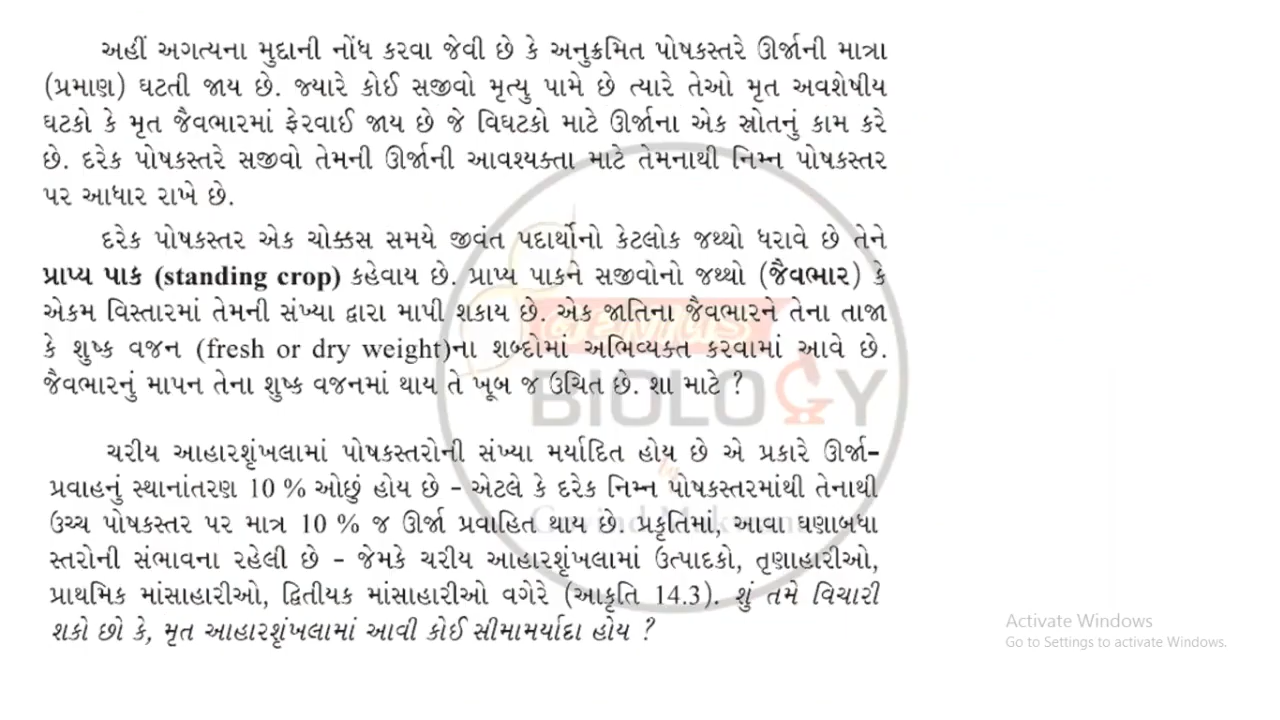 અહીં અગત્યના મુદ્દાની નોંધ કરવા જેવી છે કે અનુક્રમિત પોષકસ્તરે ઊર્જાની માત્રા
(પ્રમાણ) ઘટતી જાય છે. જ્યારે કોઈ સજીવો મૃત્યુ પામે છે ત્યારે તેઓ મૃત અવશેષીય
ઘટકો કે મૃત જૈવભારમાં ફેરવાઈ જાય છે જે વિઘટકો માટે ઊર્જાના એક સ્રોતનું કામ કરે
છે. દરેક પોષકસ્તરે સજીવો તેમની ઊર્જાની આવશ્યક્તા માટે તેમનાથી નિમ્ન પોષકસ્તર
પર આધાર રાખે છે.
દરેક પોષકસ્તર એક ચોક્કસ સમયે જીવંત પદાર્થોનો કેટલોક જથ્થો ધરાવે છે તેને
પ્રાપ્ય પાક (standing crop) કહેવાય છે. પ્રાપ્ય પાકને સજીવોનો જથ્થો (જૈવભાર) કે
એકમ વિસ્તારમાં તેમની સંખ્યા દ્વારા માપી શકાય છે. એક જાતિના જૈવભારને તેના તાજા
કે શુષ્ક વજન (fresh or dry weight)ના શબ્દોમાં અભિવ્યક્ત કરવામાં આવે છે.
જૈવભારનું માપન તેના શુષ્ક વજનમાં થાય તે ખૂબ જ ઉચિત છે. શા માટે ?
GENIUS
BIOLOGY
by
ચરીય આહારશૃંખલામાં પોષકસ્તરોની સંખ્યા મર્યાદિત હોય છે એ પ્રકારે ઊર્જા-
પ્રવાહનું સ્થાનાંતરણ 10 % ઓછું હોય છે - એટલે કે દરેક નિમ્ન પોષકસ્તરમાંથી તેનાથી
ઉચ્ચ પોષકસ્તર પર માત્ર 10 % જ ઊર્જા પ્રવાહિત થાય છે. પ્રકૃતિમાં, આવા ઘણાબધા
સ્તરોની સંભાવના રહેલી છે - જેમકે ચરીય આહારશૃંખલામાં ઉત્પાદકો, તૃણાહારીઓ,
પ્રાથમિક માંસાહારીઓ, દ્વિતીયક માંસાહારીઓ વગેરે (આકૃતિ 14.3). શું તમે વિચારી
શકો છો કે, મૃત આહારશૃંખલામાં આવી કોઈ સીમામર્યાદા હોય ?
Activate Windows
Go to Settings to activate Windows.